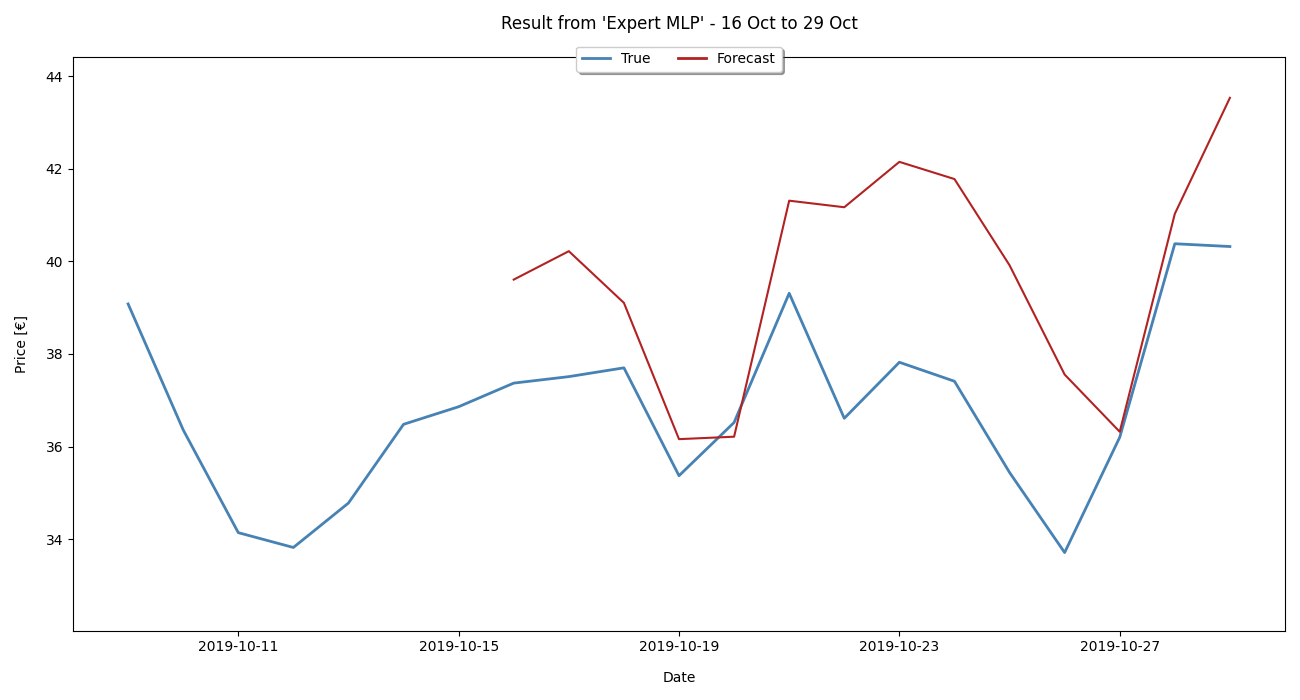 Result from 'Expert MLP' - 16 Oct to 29 Oct
True Forecast
44
42
40
38
36
34
Price [€]
2019-10-11 2019-10-15 2019-10-19 2019-10-23 2019-10-27
Date